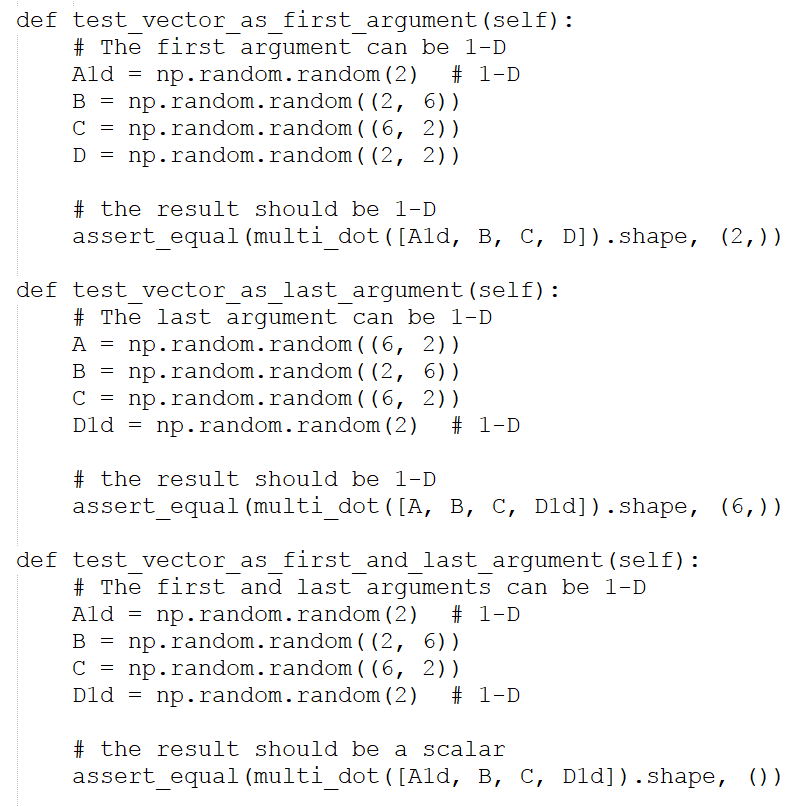 def test_vector_as_first_argument(self):
    # The first argument can be 1-D
    A1d = np.random.random(2)  # 1-D
    B = np.random.random((2, 6))
    C = np.random.random((6, 2))
    D = np.random.random((2, 2))

    # the result should be 1-D
    assert_equal(multi_dot([A1d, B, C, D]).shape, (2,))

def test_vector_as_last_argument(self):
    # The last argument can be 1-D
    A = np.random.random((6, 2))
    B = np.random.random((2, 6))
    C = np.random.random((6, 2))
    D1d = np.random.random(2)  # 1-D

    # the result should be 1-D
    assert_equal(multi_dot([A, B, C, D1d]).shape, (6,))

def test_vector_as_first_and_last_argument(self):
    # The first and last arguments can be 1-D
    A1d = np.random.random(2)  # 1-D
    B = np.random.random((2, 6))
    C = np.random.random((6, 2))
    D1d = np.random.random(2)  # 1-D

    # the result should be a scalar
    assert_equal(multi_dot([A1d, B, C, D1d]).shape, ())